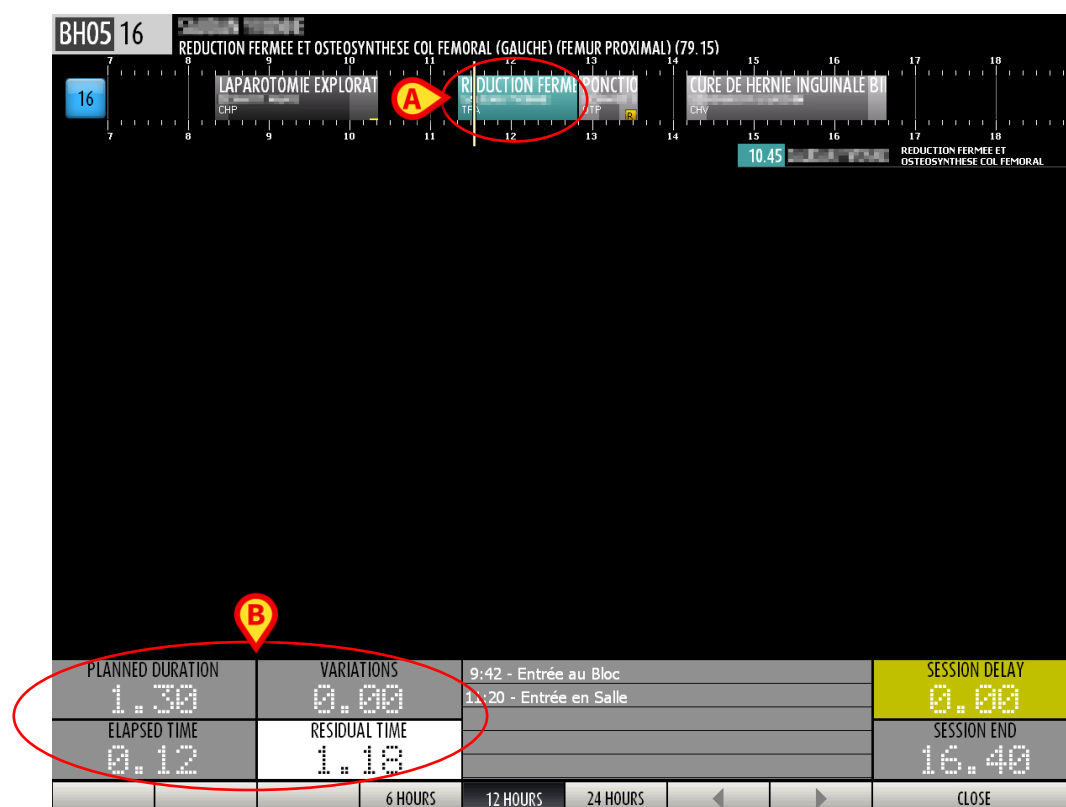 BH05 16
REDUCTION FERMEE ET OSTEOSYNTHESE COL FEMORAL (GAUCHE) (FEMUR PROXIMAL) (79.15)
7 8 9 10 11 12 13 14 15 16 17 18
16
LAPAROTOMIE EXPLORAT
CHP
A
REDUCTION FERME
PONCTIO
TP
R
CURE DE HERNIE INGUINALE BI
CHV
7 8 9 10 11 12 13 14 15 16 17 18
10.45
REDUCTION FERMEE ET
OSTEOSYNTHESE COL FEMORAL
B
PLANNED DURATION
1.30
VARIATIONS
0.00
ELAPSED TIME
0.12
RESIDUAL TIME
1.18
9:42 - Entrée au Bloc
11:20 - Entrée en Salle
SESSION DELAY
0.00
SESSION END
16.40
6 HOURS 12 HOURS 24 HOURS CLOSE